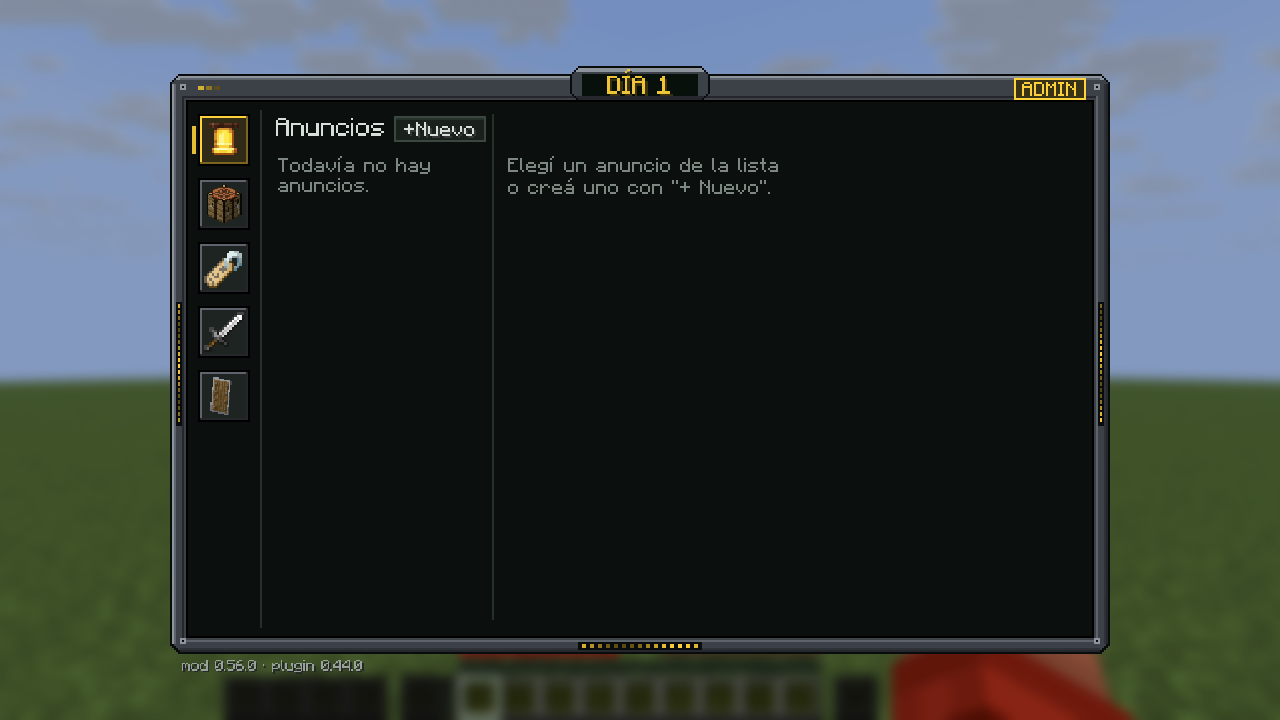 DÍA 1
ADMIN
Anuncios
+Nuevo
Todavía no hay
anuncios.
Elegí un anuncio de la lista
o creá uno con "+ Nuevo".
mod 0.56.0 · plugin 0.44.0